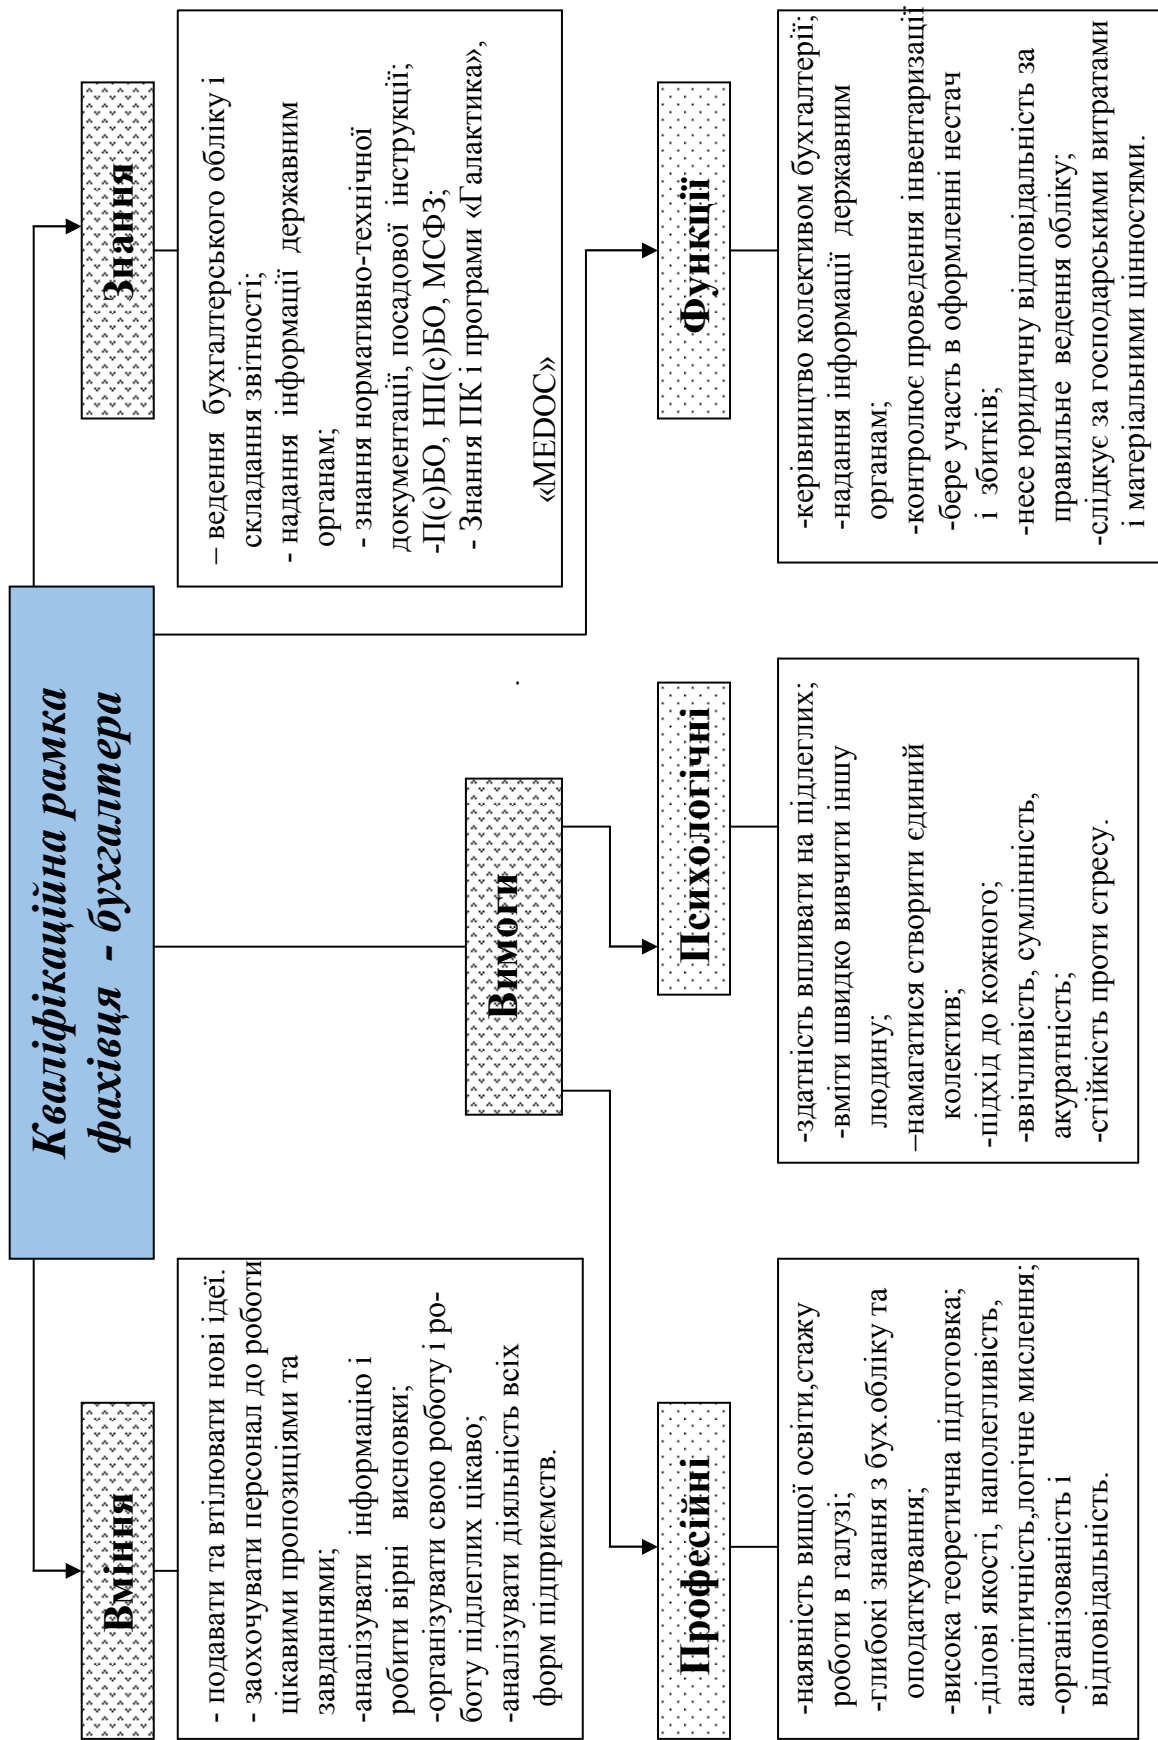 Кваліфікаційна рамка
фахівця - бухгалтера
Вміння
- подавати та втілювати нові ідеї.
- заохочувати персонал до роботи
цікавими пропозиціями та
завданнями;
-аналізувати інформацію і
робити вірні висновки;
-організувати свою роботу і ро-
боту підлеглих цікаво;
-аналізувати діяльність всіх
форм підприємств.
Знання
– ведення бухгалтерського обліку і
складання звітності;
- надання інформації державним
органам;
- знання нормативно-технічної
документації, посадової інструкції;
-П(с)БО, НП(с)БО, МСФЗ;
- Знання ПК і програми «Галактика»,
«MEDOC»
Вимоги
Професійні
-наявність вищої освіти,стажу
роботи в галузі;
-глибокі знання з бух.обліку та
оподаткування;
-висока теоретична підготовка;
-ділові якості, наполегливість,
аналітичність,логічне мислення;
-організованість і
відповідальність.
Психологічні
-здатність впливати на підлеглих;
-вміти швидко вивчити іншу
людину;
–намагатися створити єдиний
колектив;
-підхід до кожного;
-ввічливість, сумлінність,
акуратність;
-стійкість проти стресу.
Функції
-керівництво колективом бухгалтерії;
-надання інформації державним
органам;
-контролює проведення інвентаризації
-бере участь в оформленні нестач
і збитків;
-несе юридичну відповідальність за
правильне ведення обліку;
-слідкує за господарськими витратами
і матеріальними цінностями.